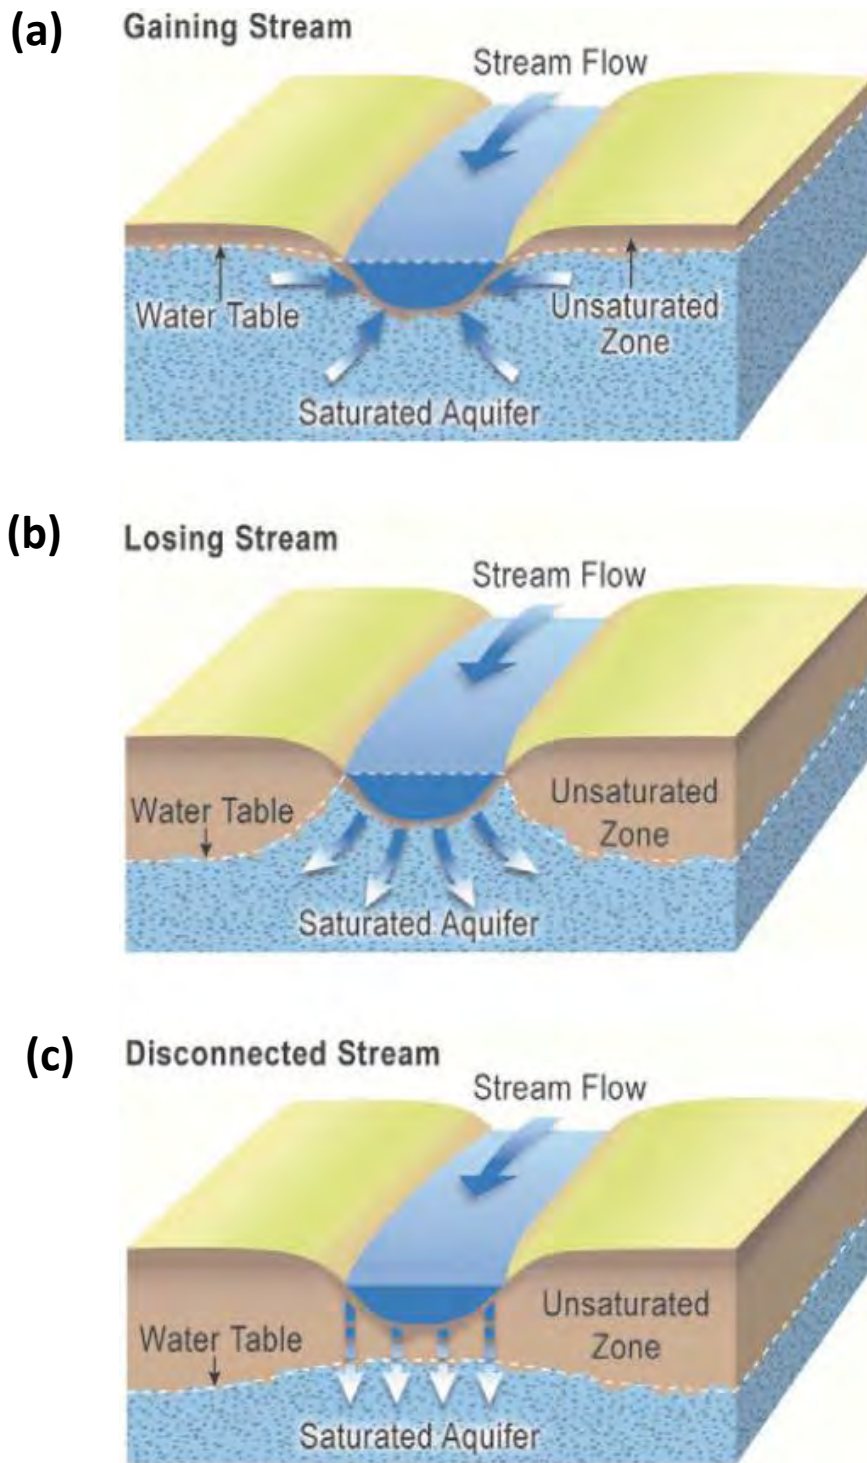 (a)
Gaining Stream
Stream Flow
Water Table
Unsaturated
Zone
Saturated Aquifer
(b)
Losing Stream
Stream Flow
Water Table
Unsaturated
Zone
Saturated Aquifer
(c)
Disconnected Stream
Stream Flow
Water Table
Unsaturated
Zone
Saturated Aquifer